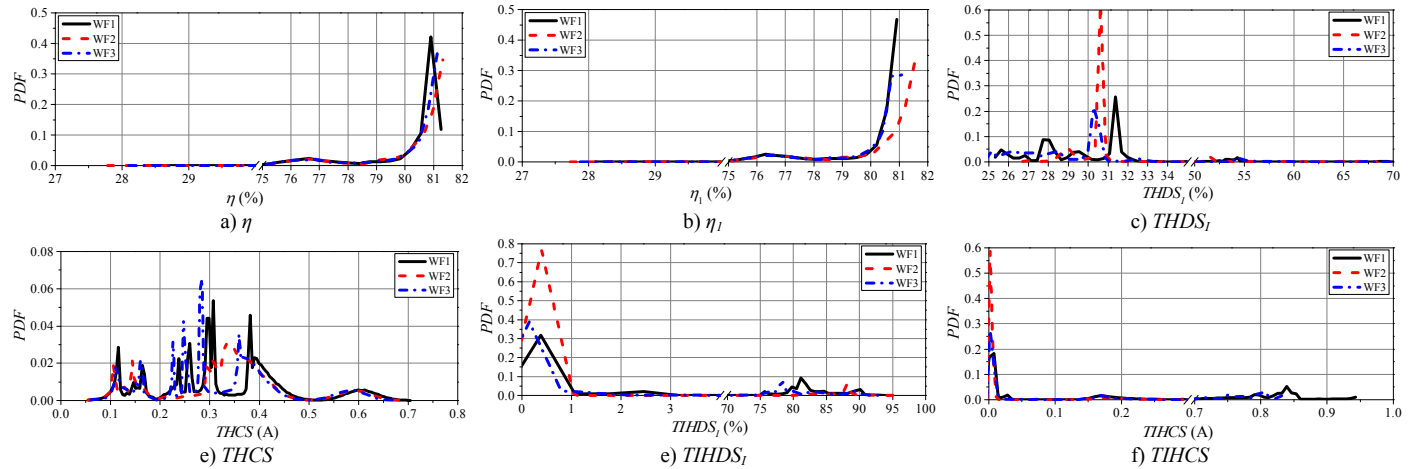 0.5
0.4
0.3
0.2
0.1
0.0
PDF
WF1
WF2
WF3
27 28 29 75 76 77 78 79 80 81 82
η (%)
a) η
0.5
0.4
0.3
0.2
0.1
0.0
PDF
WF1
WF2
WF3
27 28 29 75 76 77 78 79 80 81 82
η1 (%)
b) ηI
0.6
0.5
0.4
0.3
0.2
0.1
0.0
PDF
WF1
WF2
WF3
25 26 27 28 29 30 31 32 33 34 50 55 60 70
THDSI (%)
c) THDSI
0.08
0.06
0.04
0.02
0.00
PDF
WF1
WF2
WF3
0.0 0.1 0.2 0.3 0.4 0.5 0.6 0.7 0.8
THCS (A)
e) THCS
0.8
0.7
0.6
0.5
0.4
0.3
0.2
0.1
0.0
PDF
WF1
WF2
WF3
0 1 2 3 70 75 80 85 90 95 100
TIHDSI (%)
e) TIHDSI
0.6
0.5
0.4
0.3
0.2
0.1
0.0
PDF
WF1
WF2
WF3
0.0 0.2 0.7 0.8 0.9 1.0
TIHCS (A)
f) TIHCS